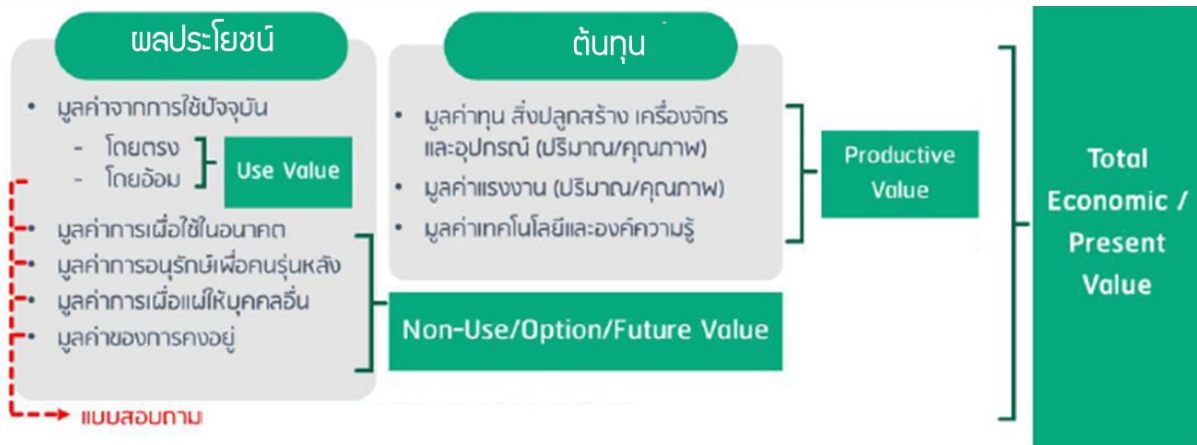 ผลประโยชน์
• มูลค่าจากการใช้ปัจจุบัน
- โดยตรง
- โดยอ้อม
Use Value
• มูลค่าการเผื่อใช้ในอนาคต
• มูลค่าการอนุรักษ์เพื่อคนรุ่นหลัง
• มูลค่าการเผื่อแผ่ให้บุคคลอื่น
• มูลค่าของการคงอยู่
แบบสอบถาม
ต้นทุน
• มูลค่าทุน สิ่งปลูกสร้าง เครื่องจักร
และอุปกรณ์ (ปริมาณ/คุณภาพ)
• มูลค่าแรงงาน (ปริมาณ/คุณภาพ)
• มูลค่าเทคโนโลยีและองค์ความรู้
Productive
Value
Non-Use/Option/Future Value
Total
Economic /
Present
Value